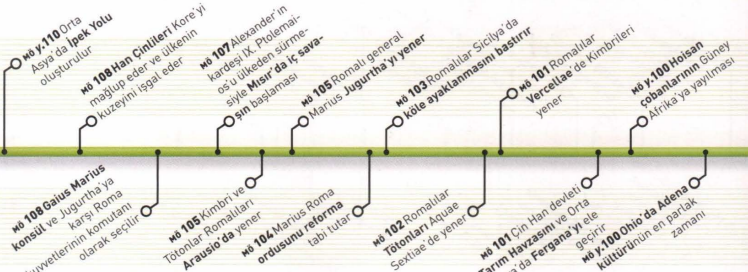 MÖ y.110 Orta
Asya'da İpek Yolu
oluşturulur
MÖ 108 Han Çinlileri Kore'yi
mağlup eder ve ülkenin
kuzeyini işgal eder
MÖ 107 Alexander'ın
kardeşi IX. Ptolemai-
os'u ülkeden sürme-
siyle Mısır'da iç sava-
şın başlaması
MÖ 105 Romalı general
Marius Jugurtha'yı yener
MÖ 103 Romalılar Sicilya'da
köle ayaklanmasını bastırır
MÖ 101 Romalılar
Vercellae'de Kimbrileri
yener
MÖ y.100 Hoisan
çobanlarının Güney
Afrika'ya yayılması
MÖ 108 Gaius Marius
konsül ve Jugurtha'ya
karşı Roma
kuvvetlerinin komutanı
olarak seçilir
MÖ 105 Kimbri ve
Tötonlar Romalıları
Arausio'da yener
MÖ 104 Marius Roma
ordusunu reforma
tabi tutar
MÖ 102 Romalılar
Tötonları Aquae
Sextiae'de yener
MÖ 101 Çin Han devleti
Tarım Havzasını ve Orta
Fergana'yı ele
geçirir
MÖ y.100 Ohio'da Adena
kültürünün en parlak
zamanı